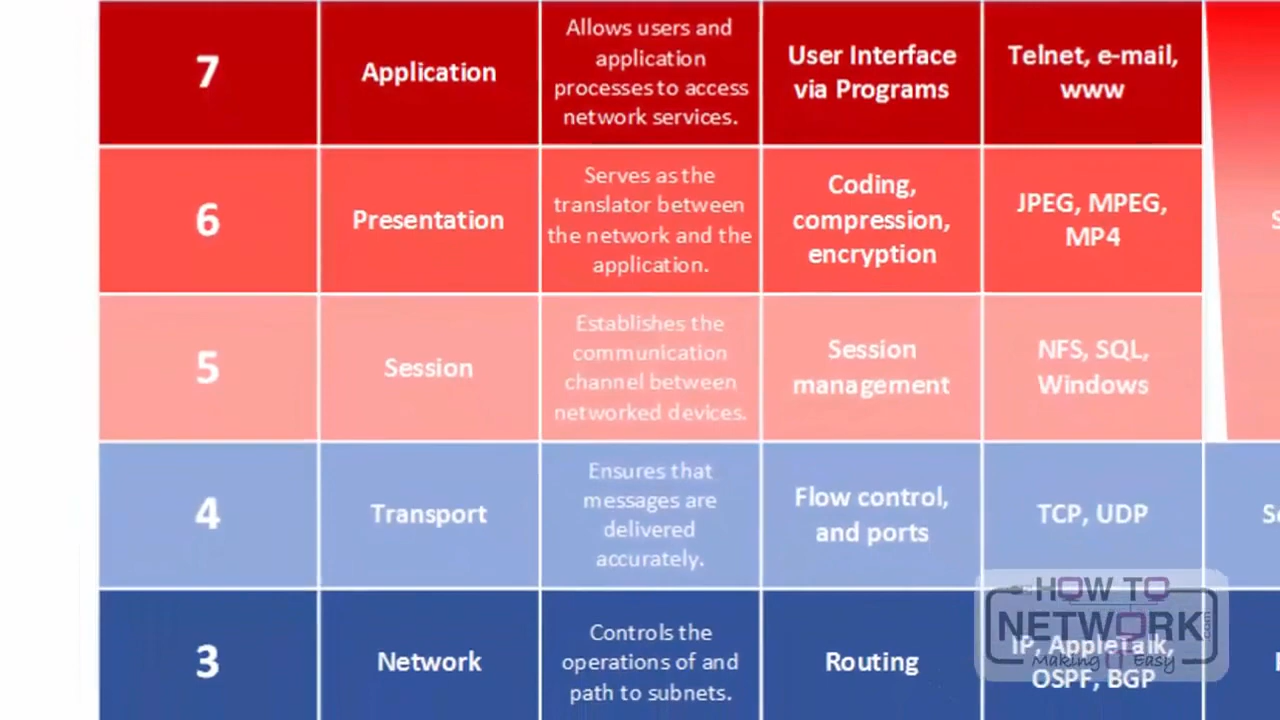 7
Application
Allows users and
application
processes to access
network services.
User Interface
via Programs
Telnet, e-mail,
www
6
Presentation
Serves as the
translator between
the network and the
application.
Coding,
compression,
encryption
JPEG, MPEG,
MP4
5
Session
Establishes the
communication
channel between
networked devices.
Session
management
NFS, SQL,
Windows
4
Transport
Ensures that
messages are
delivered
accurately.
Flow control,
and ports
TCP, UDP
3
Network
Controls the
operations of and
path to subnets.
Routing
IP, AppleTalk,
OSPF, BGP
HOW TO
NETWORK
.com
Making IT Easy